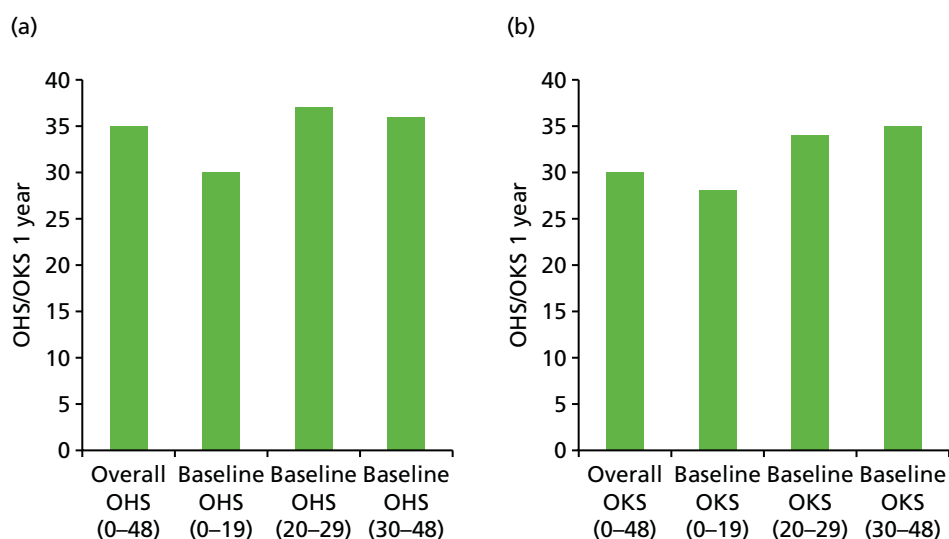 (a)
OHS/OKS 1 year
40
35
30
25
20
15
10
5
0
Overall OHS (0–48)
Baseline OHS (0–19)
Baseline OHS (20–29)
Baseline OHS (30–48)
(b)
OHS/OKS 1 year
40
35
30
25
20
15
10
5
0
Overall OKS (0–48)
Baseline OKS (0–19)
Baseline OKS (20–29)
Baseline OKS (30–48)